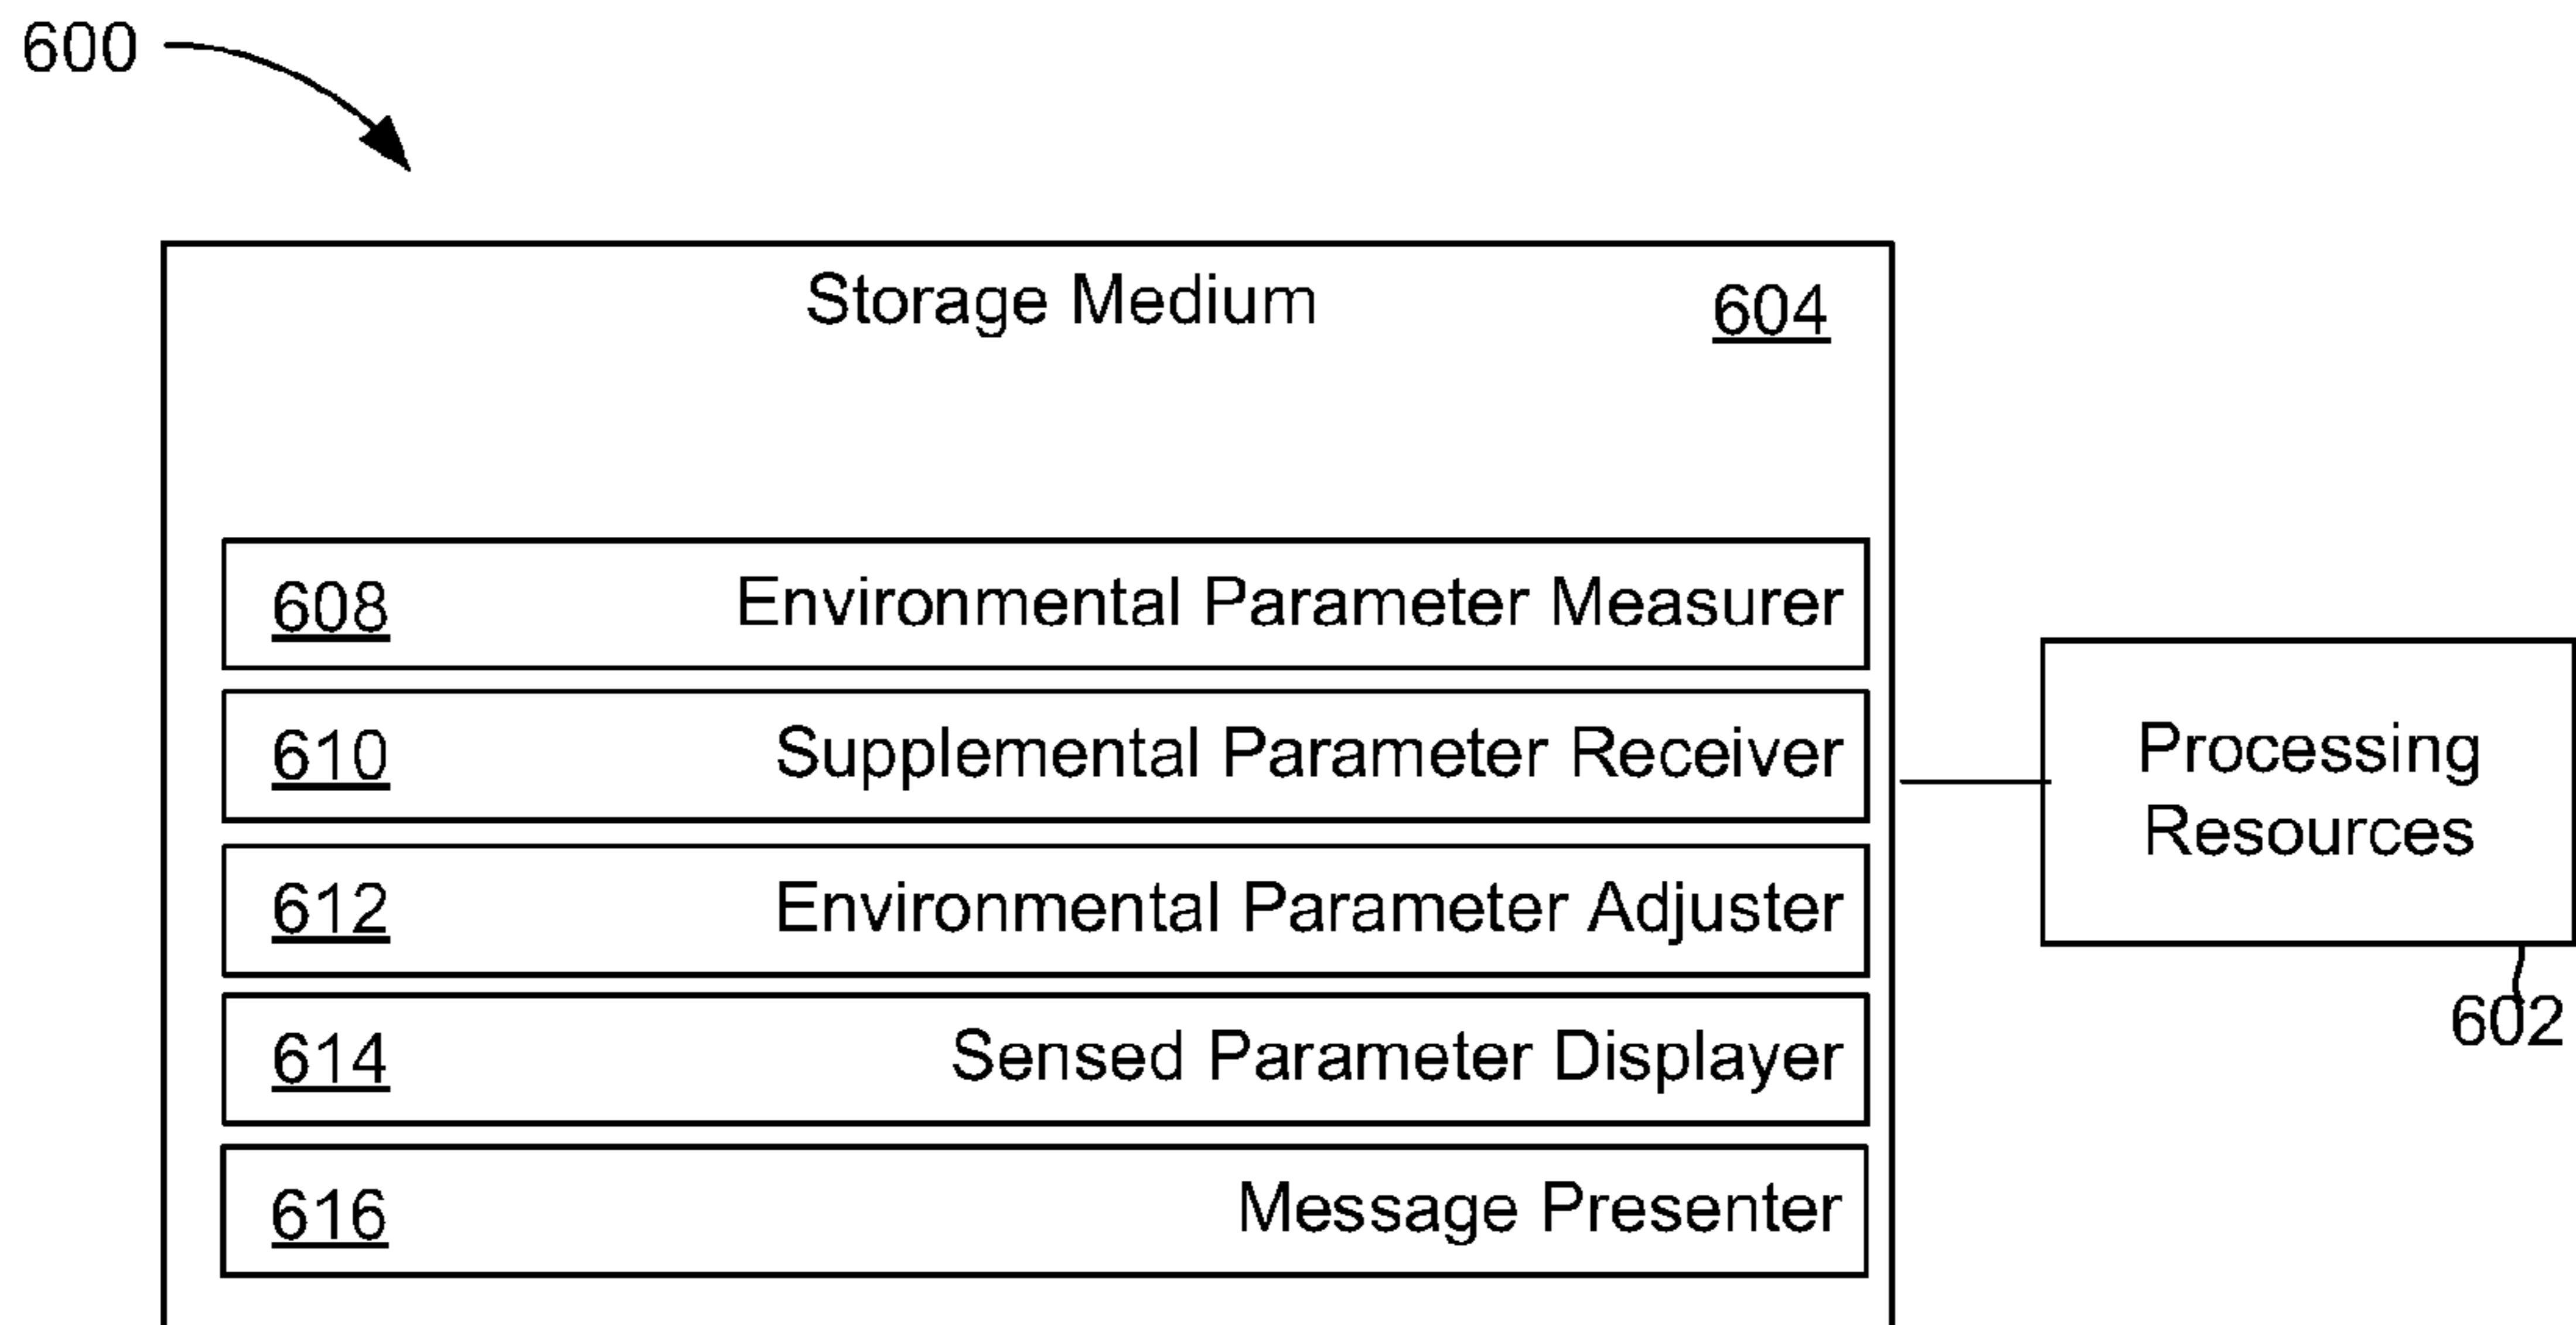 600
Storage Medium 604
608 Environmental Parameter Measurer
610 Supplemental Parameter Receiver
612 Environmental Parameter Adjuster
614 Sensed Parameter Displayer
616 Message Presenter
Processing
Resources
602